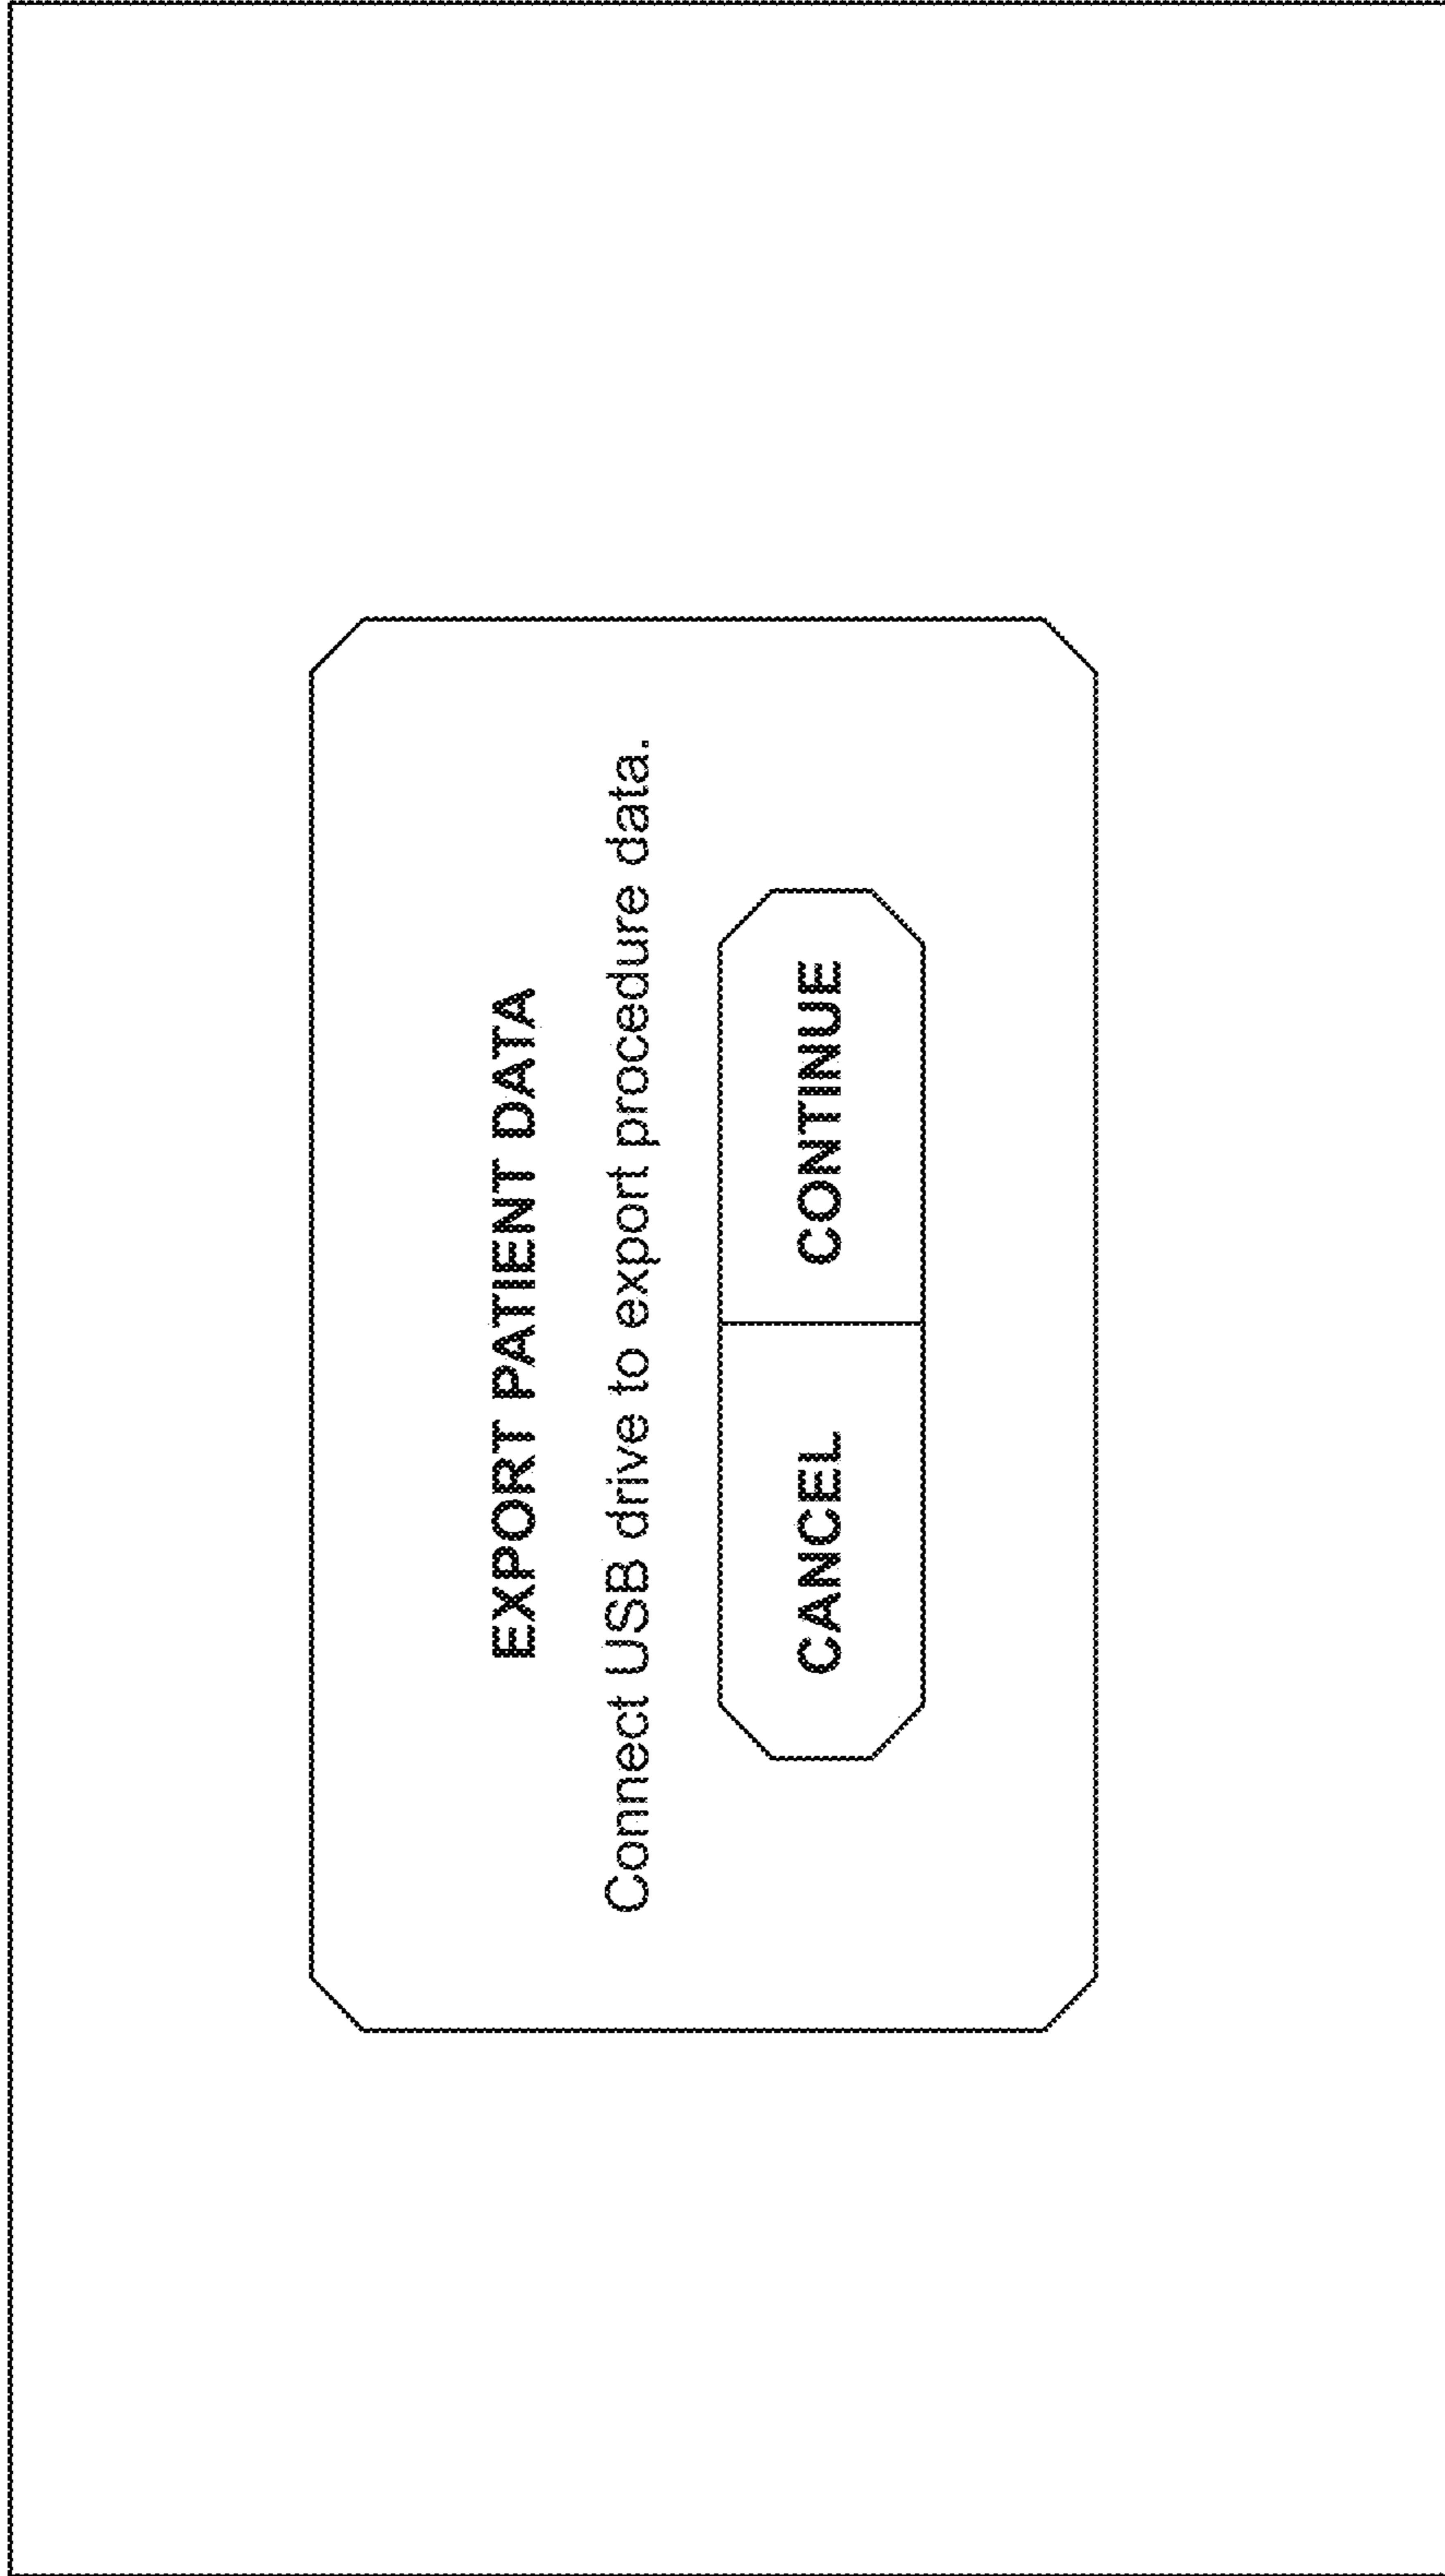 EXPORT PATIENT DATA
Connect USB drive to export procedure data.
CANCEL CONTINUE